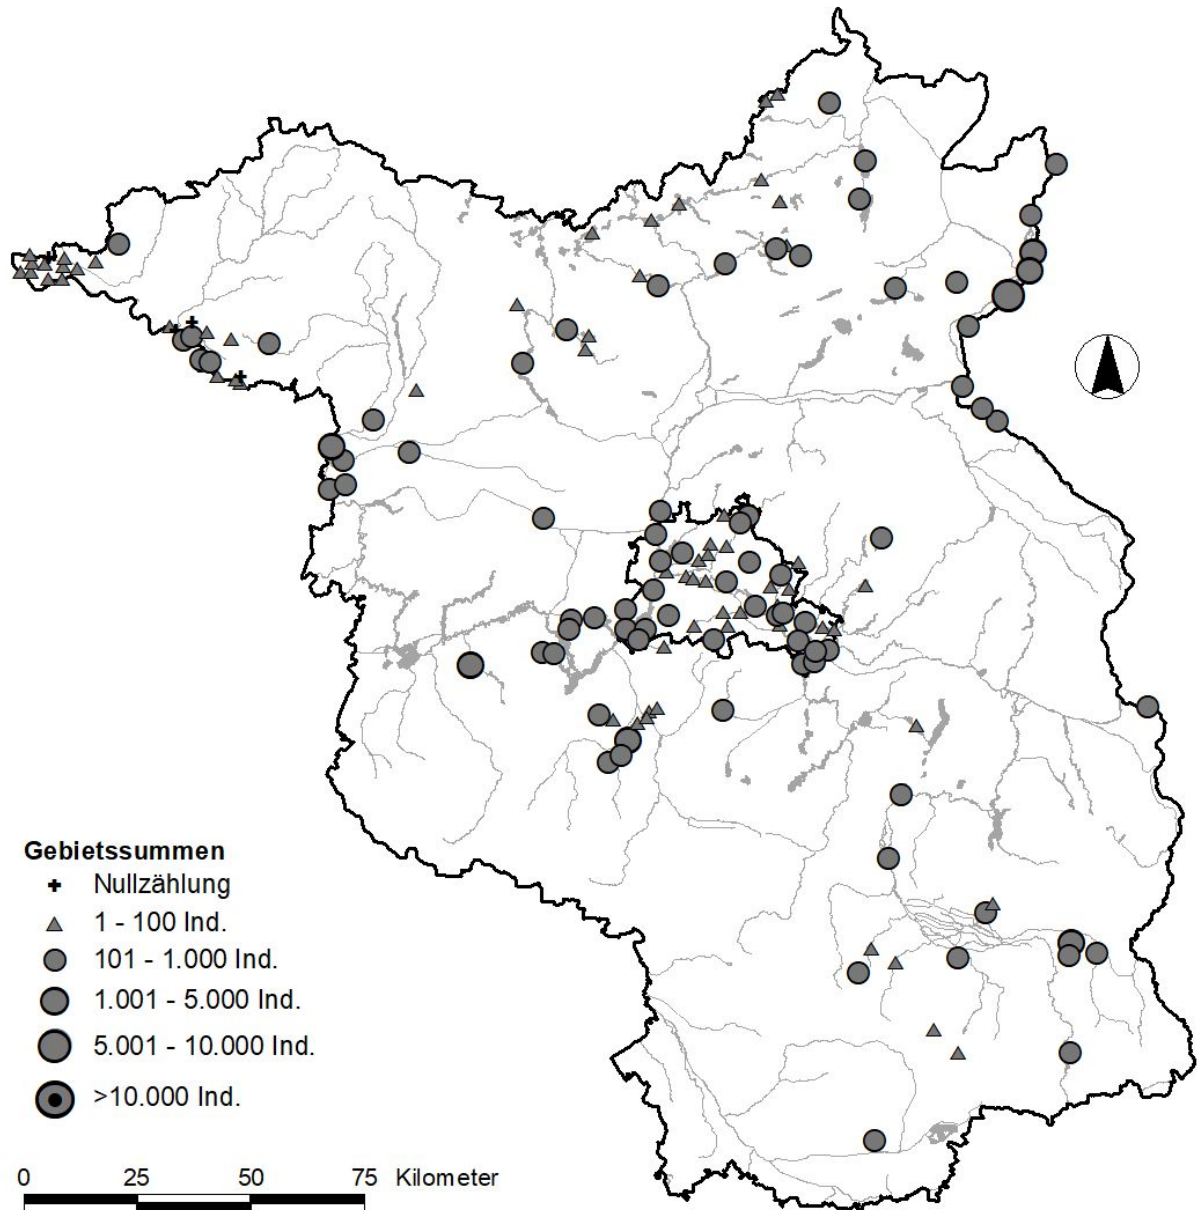 Gebietssummen
Nullzählung
1 - 100 Ind.
101 - 1.000 Ind.
1.001 - 5.000 Ind.
5.001 - 10.000 Ind.
>10.000 Ind.
0 25 50 75 Kilometer